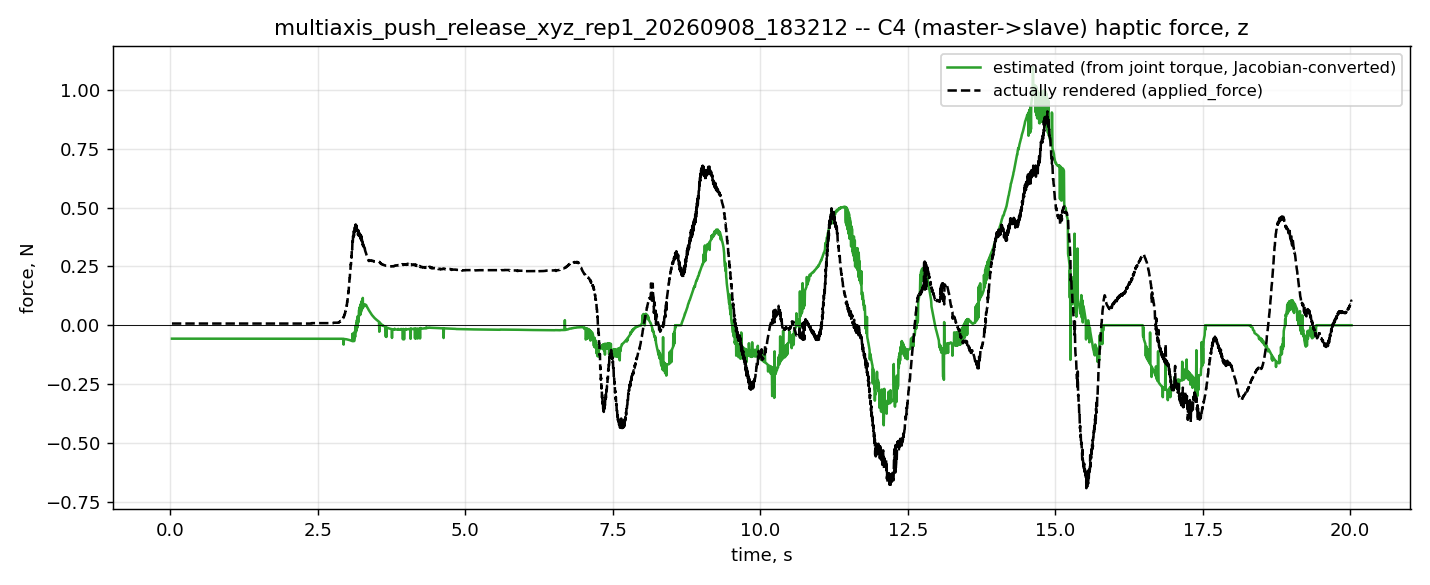 multiaxis_push_release_xyz_rep1_20260908_183212 -- C4 (master->slave) haptic force, z
estimated (from joint torque, Jacobian-converted)
actually rendered (applied_force)
force, N
1.00
0.75
0.50
0.25
0.00
−0.25
−0.50
−0.75
0.0 2.5 5.0 7.5 10.0 12.5 15.0 17.5 20.0
time, s